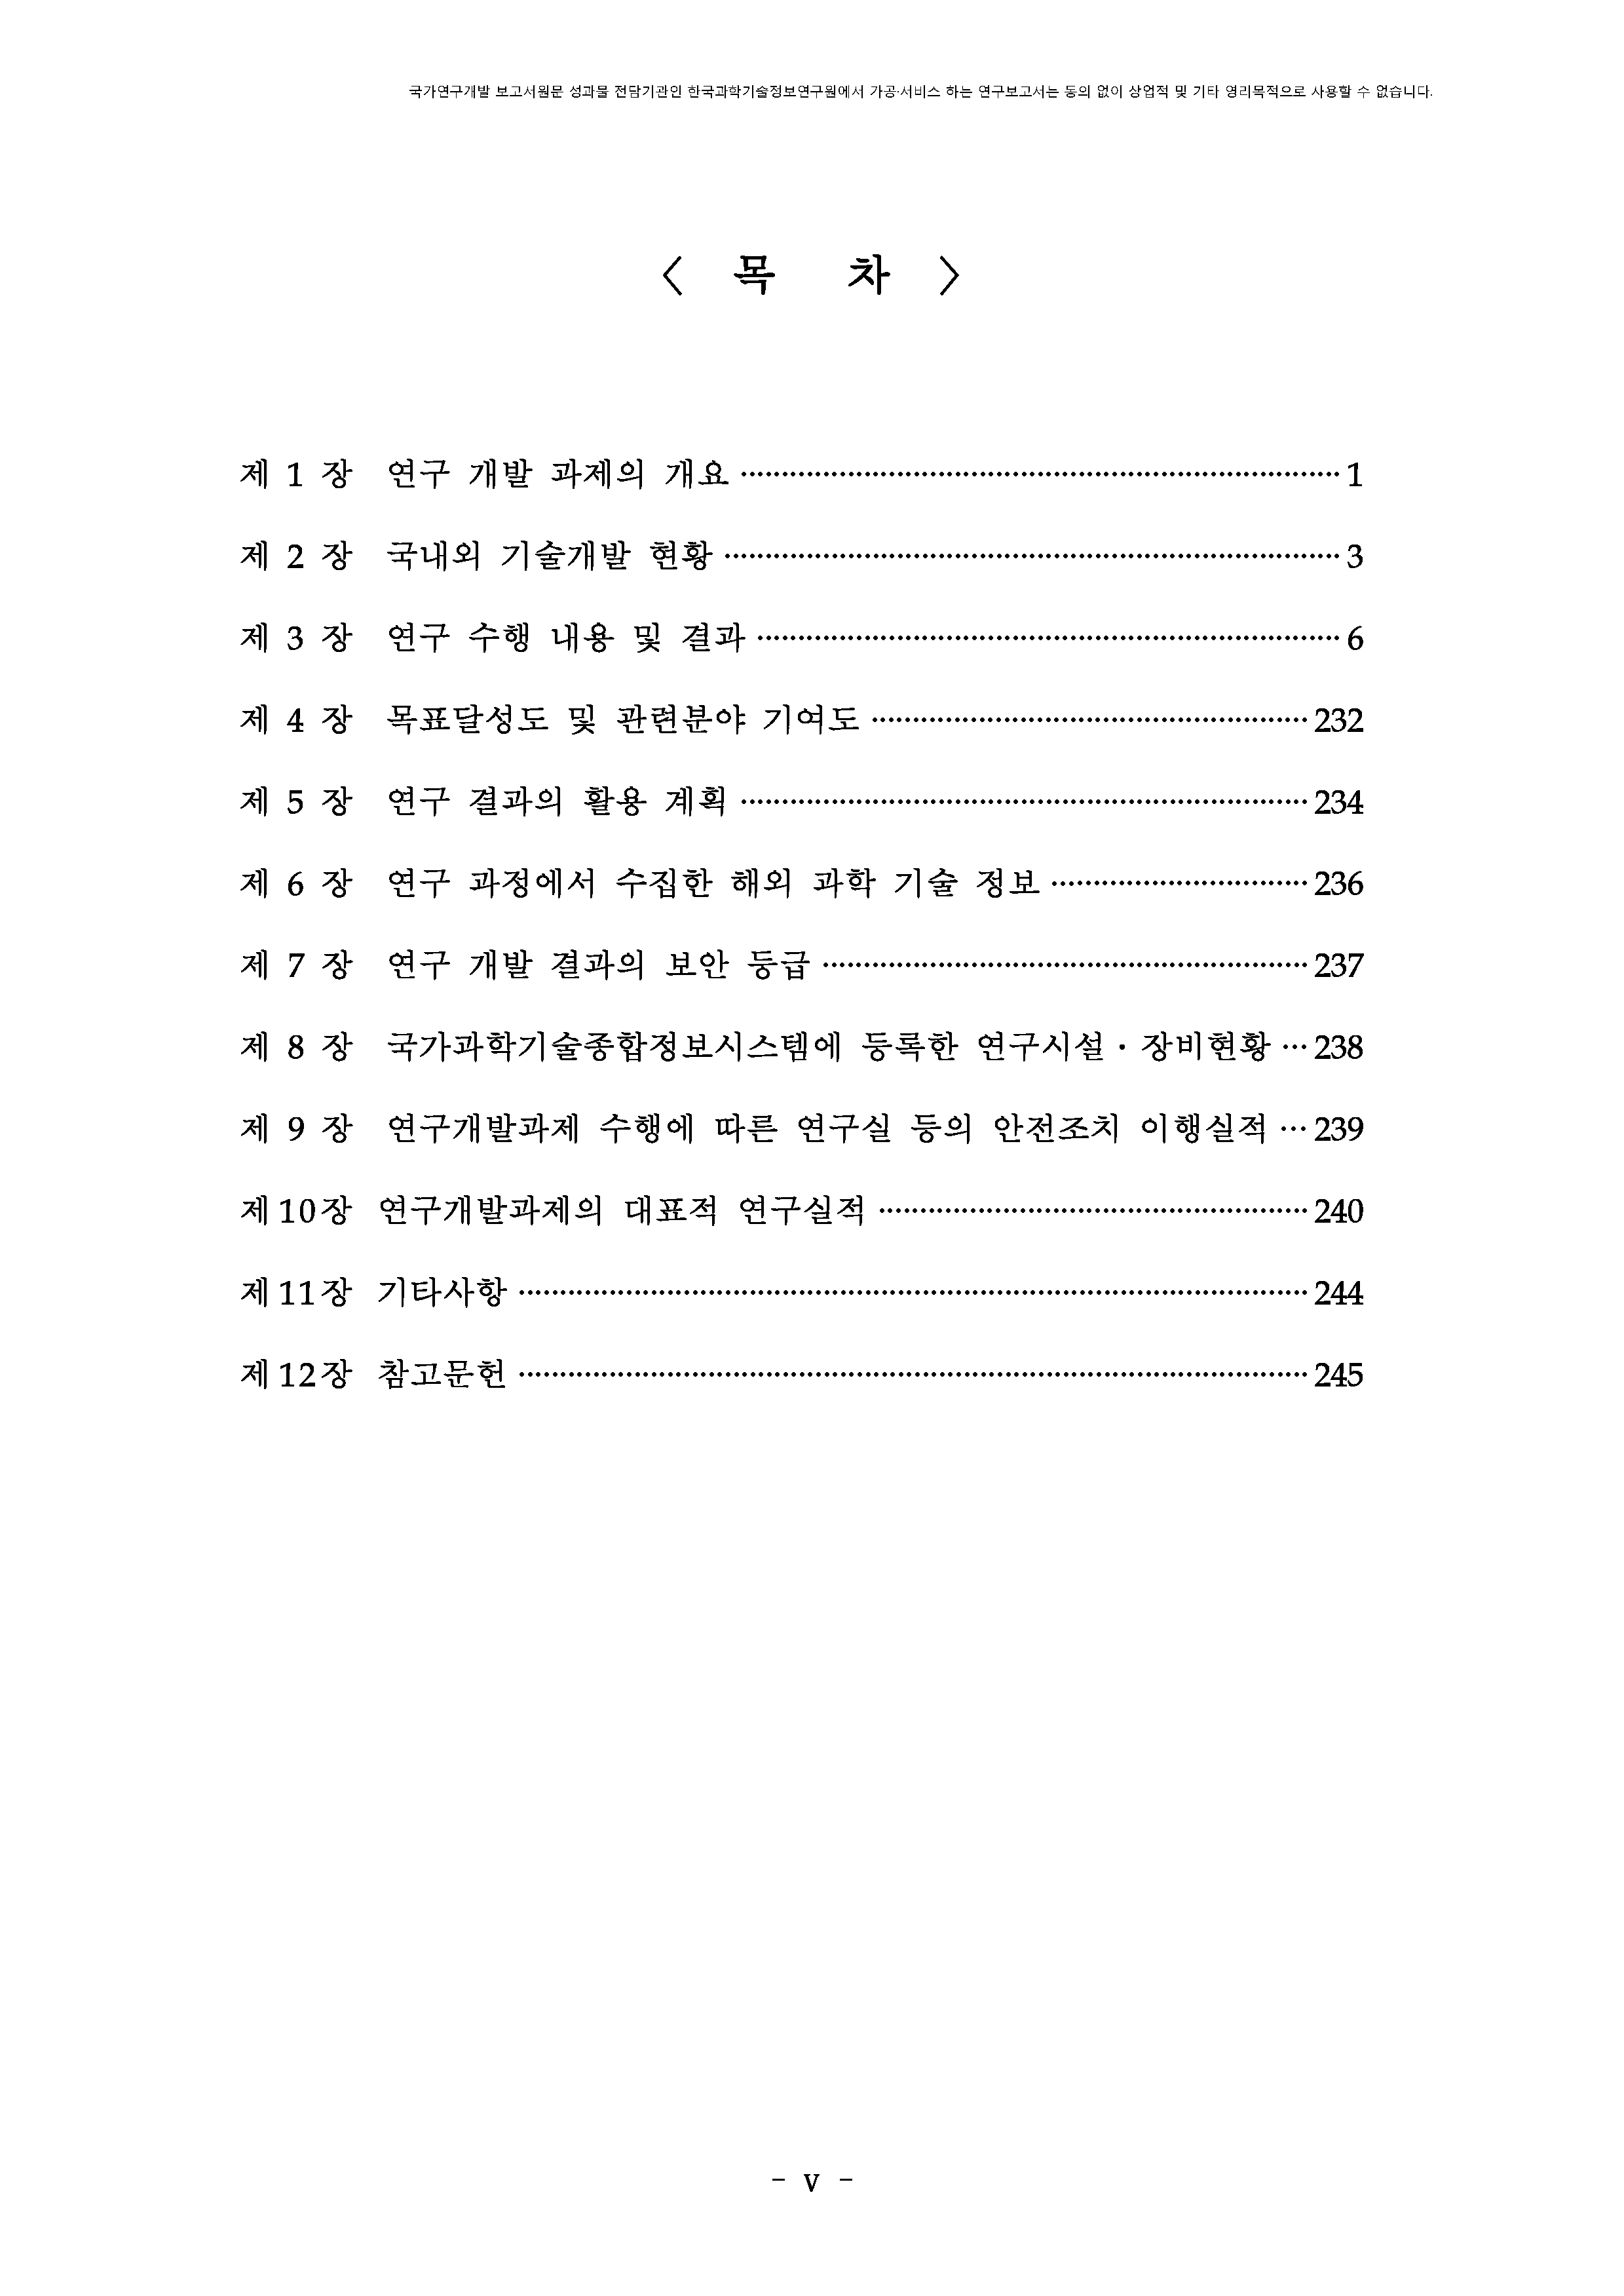 국가연구개발 보고서원문 성과물 전담기관인 한국과학기술정보연구원에서 가공·서비스 하는 연구보고서는 동의 없이 상업적 및 기타 영리목적으로 사용할 수 없습니다.
〈 목 차 〉
제 1 장 연구 개발 과제의 개요 ········································ 1
제 2 장 국내외 기술개발 현황 ········································ 3
제 3 장 연구 수행 내용 및 결과 ········································ 6
제 4 장 목표달성도 및 관련분야 기여도 ································ 232
제 5 장 연구 결과의 활용 계획 ········································ 234
제 6 장 연구 과정에서 수집한 해외 과학 기술 정보 ···················· 236
제 7 장 연구 개발 결과의 보안 등급 ···································· 237
제 8 장 국가과학기술종합정보시스템에 등록한 연구시설·장비현황 ··· 238
제 9 장 연구개발과제 수행에 따른 연구실 등의 안전조치 이행실적 ··· 239
제10장 연구개발과제의 대표적 연구실적 ································ 240
제11장 기타사항 ························································ 244
제12장 참고문헌 ························································ 245
- v -